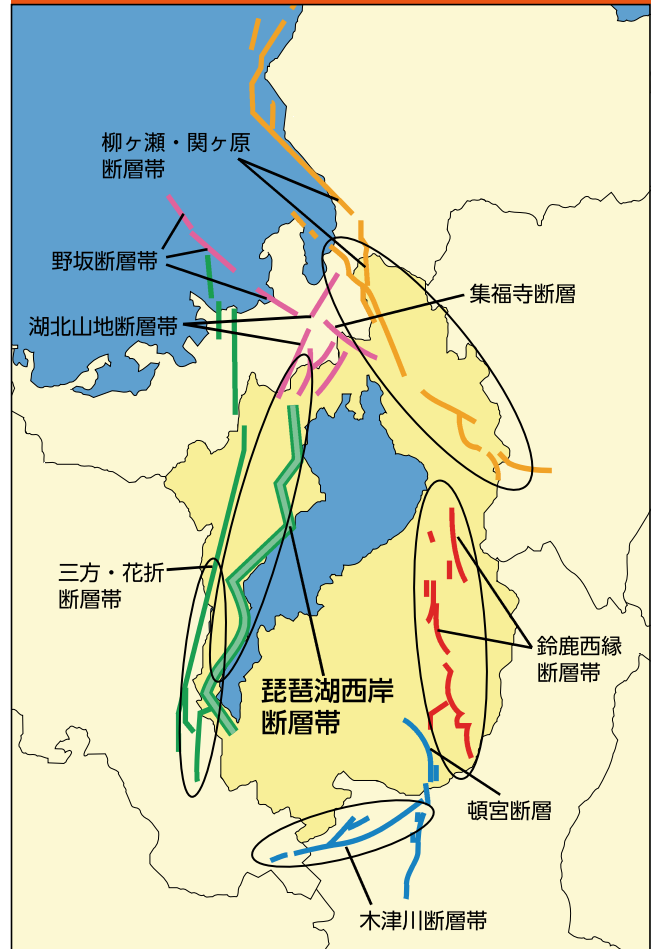 柳ヶ瀬・関ヶ原
断層帯
野坂断層帯
集福寺断層
湖北山地断層帯
三方・花折
断層帯
鈴鹿西縁
断層帯
琵琶湖西岸
断層帯
頓宮断層
木津川断層帯